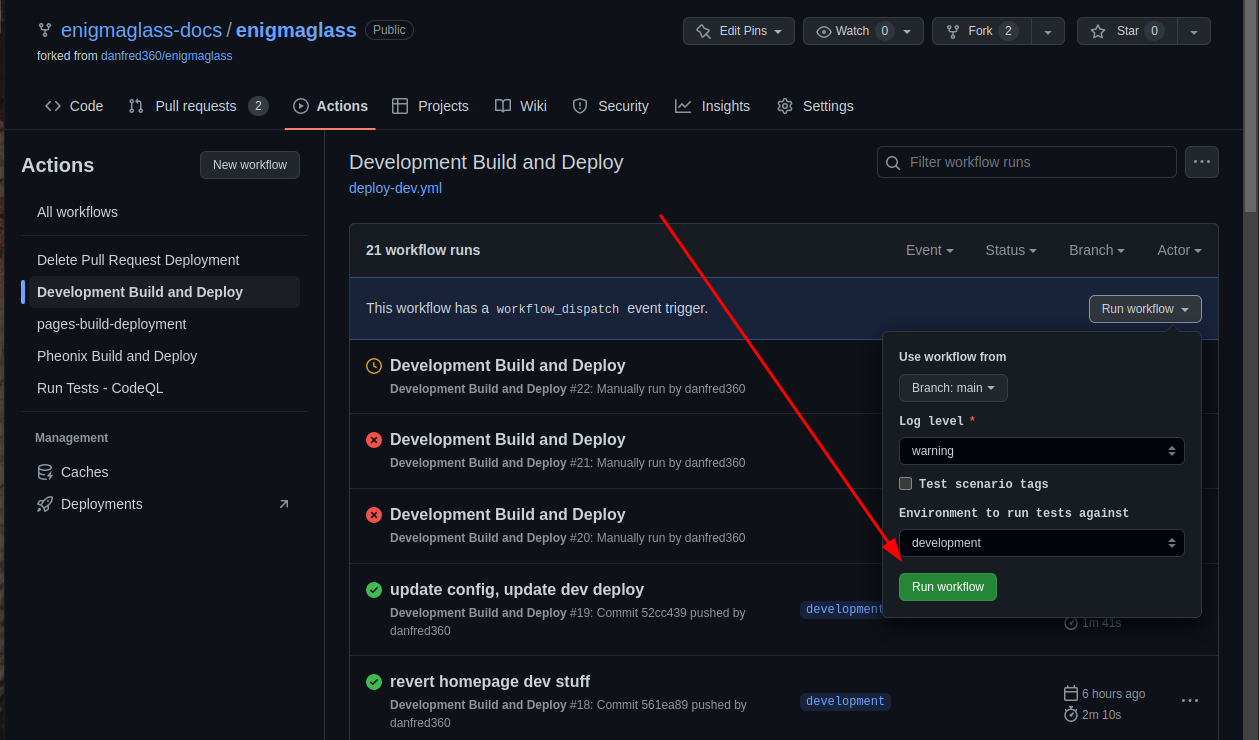 enigmaglass-docs / enigmaglass Public
Edit Pins Watch 0 Fork 2 Star 0
forked from danfred360/enigmaglass
Code Pull requests 2 Actions Projects Wiki Security Insights Settings
Actions
New workflow
All workflows
Delete Pull Request Deployment
Development Build and Deploy
pages-build-deployment
Pheonix Build and Deploy
Run Tests - CodeQL
Management
Caches
Deployments
Development Build and Deploy
deploy-dev.yml
Filter workflow runs
21 workflow runs
Event Status Branch Actor
This workflow has a workflow_dispatch event trigger.
Run workflow
Use workflow from
Branch: main
Log level *
warning
Test scenario tags
Environment to run tests against
development
Run workflow
Development Build and Deploy
Development Build and Deploy #22: Manually run by danfred360
Development Build and Deploy
Development Build and Deploy #21: Manually run by danfred360
Development Build and Deploy
Development Build and Deploy #20: Manually run by danfred360
update config, update dev deploy
Development Build and Deploy #19: Commit 52cc439 pushed by
danfred360
development
1m 41s
revert homepage dev stuff
Development Build and Deploy #18: Commit 561ea89 pushed by
danfred360
development
6 hours ago
2m 10s